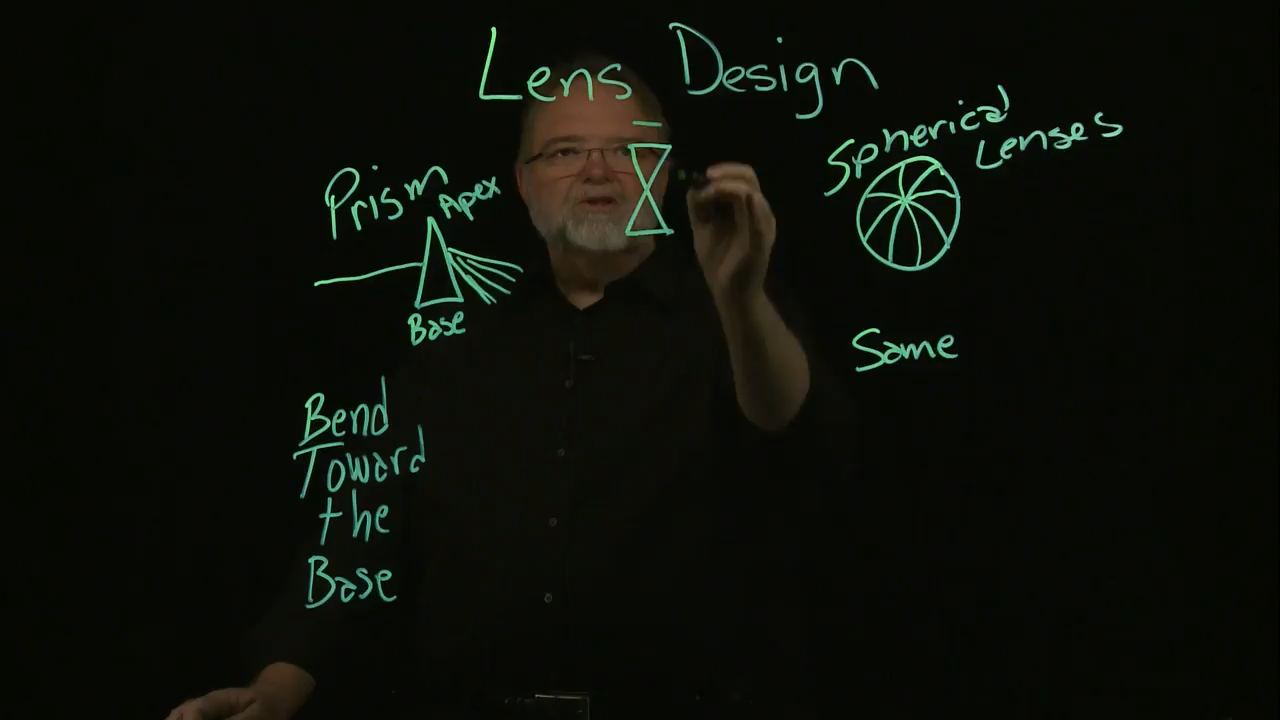 Lens Design
Prism
Apex
Base
Bend
Toward
the
Base
Spherical
Lenses
Same